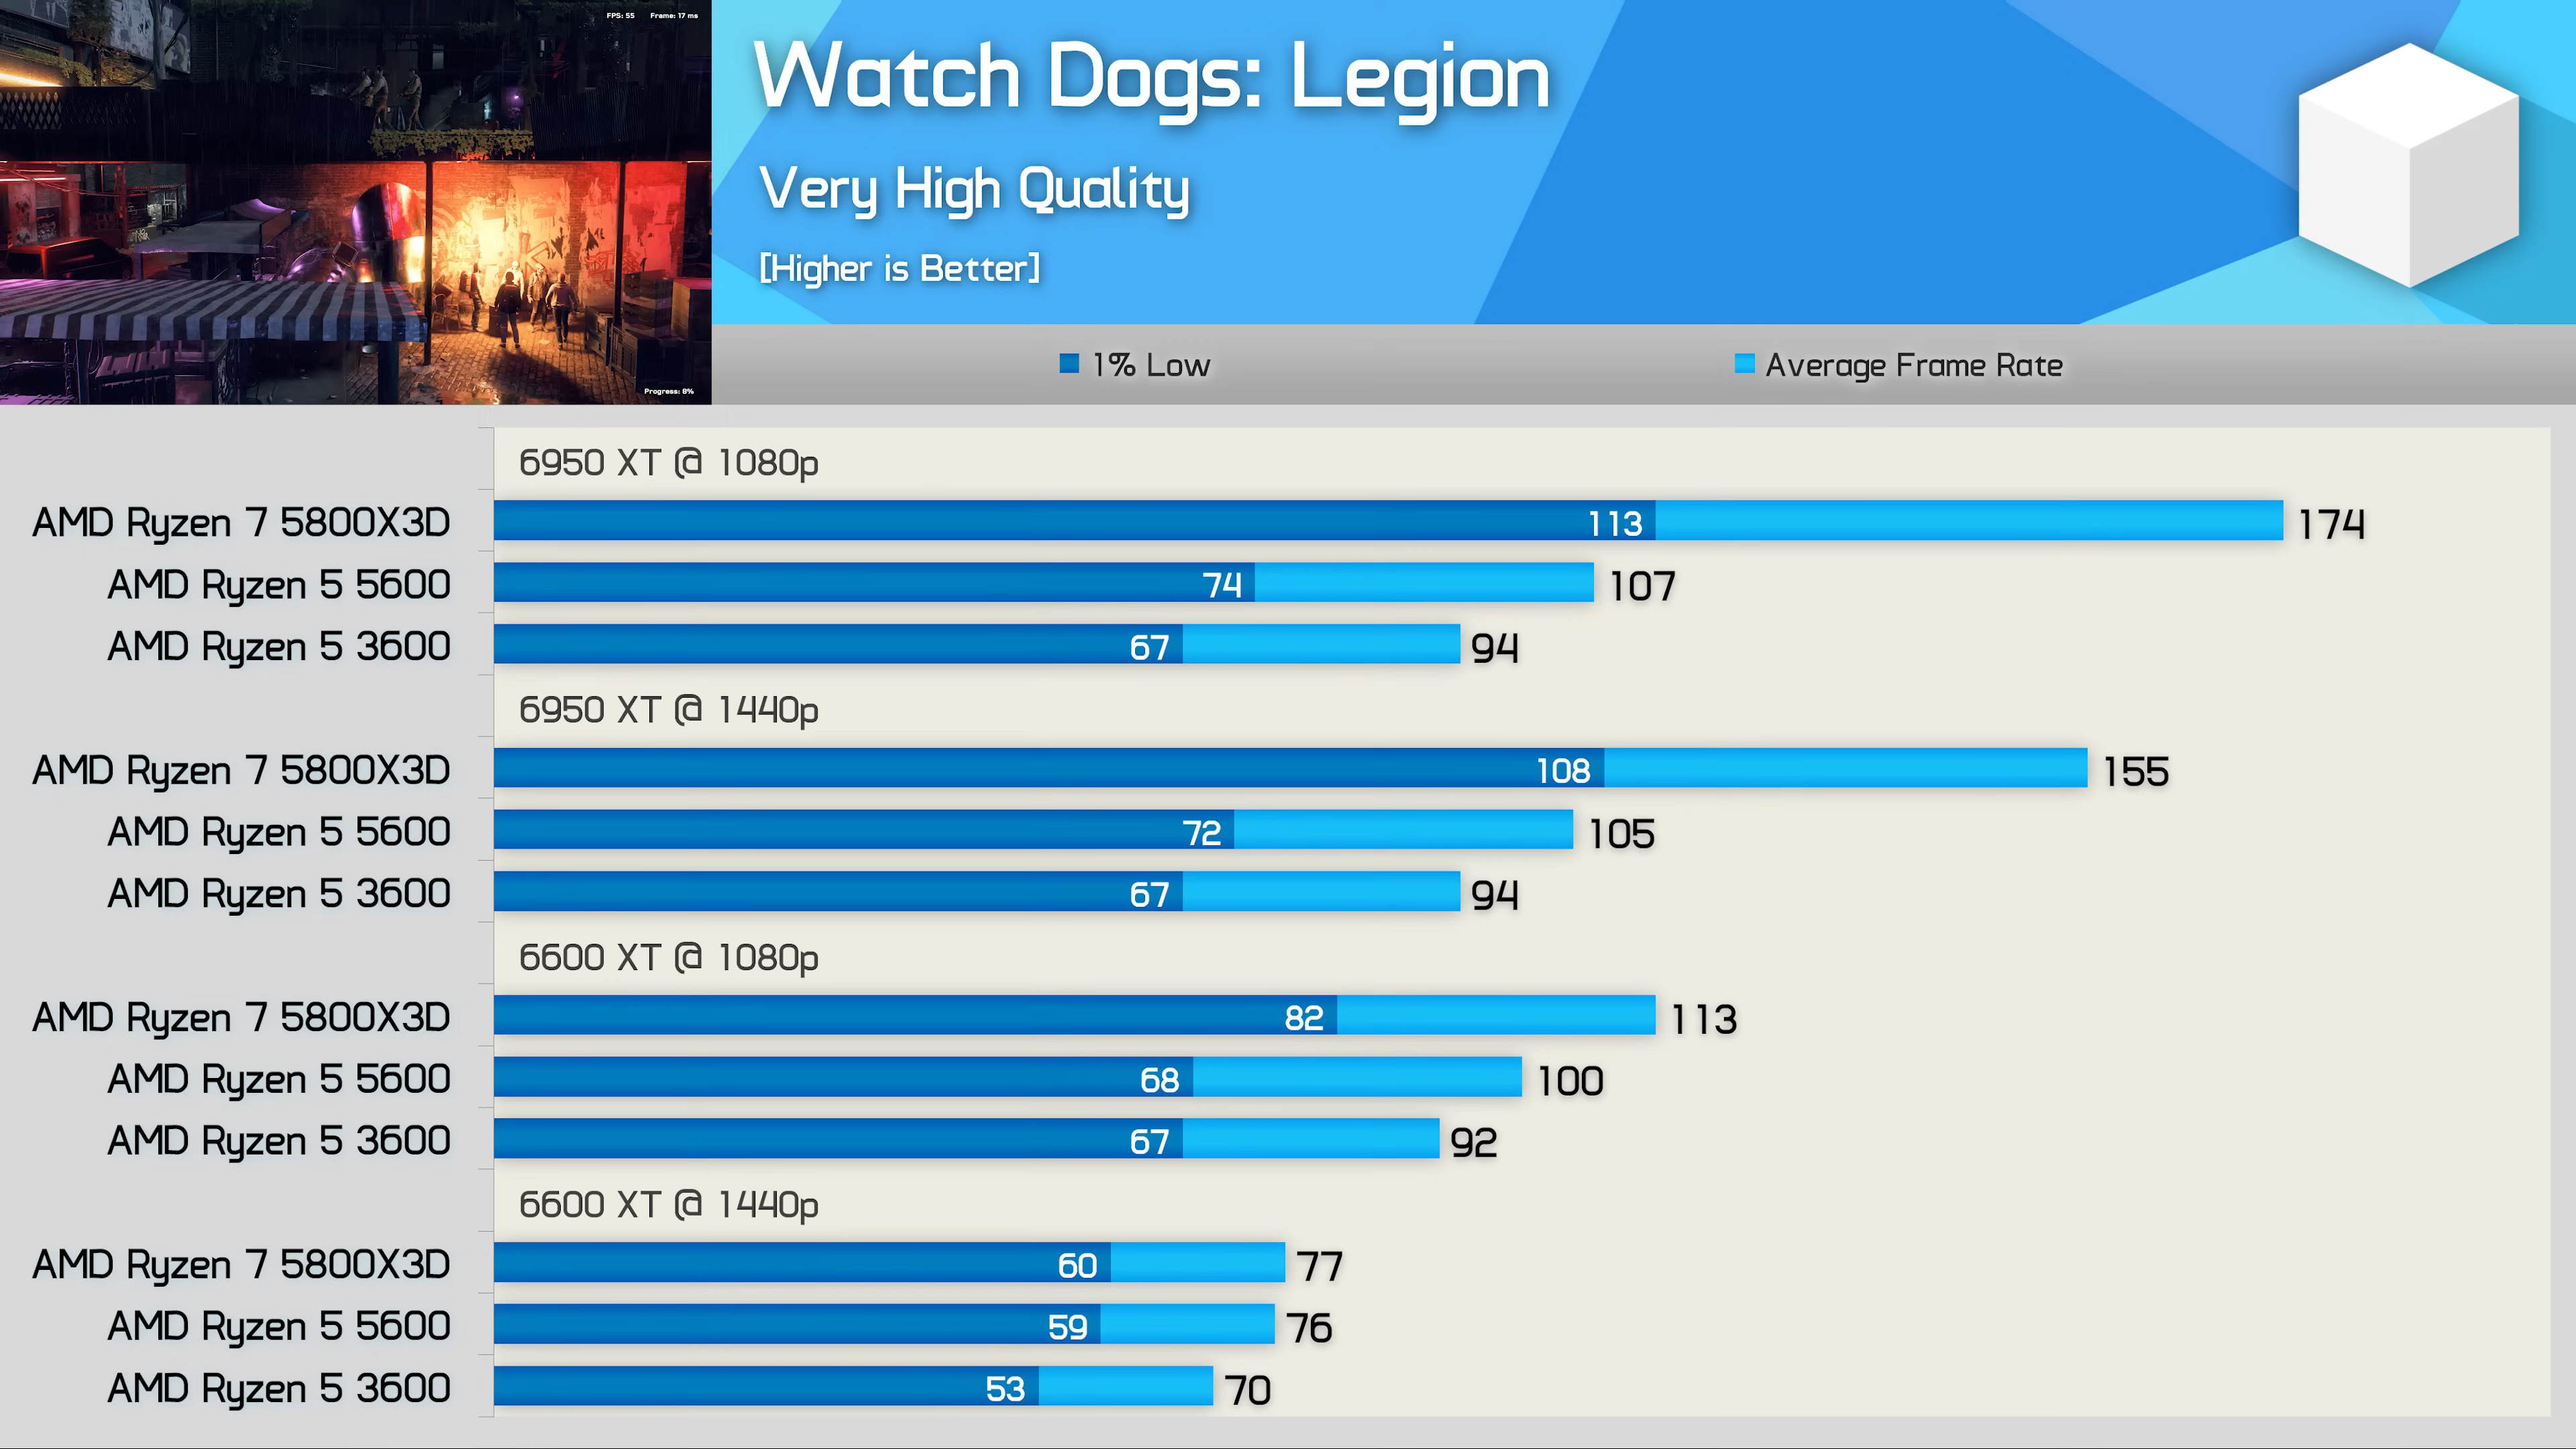 FPS: 55 Frame: 17 ms
Watch Dogs: Legion
Very High Quality
[Higher is Better]
Progress: 8%
1% Low Average Frame Rate
6950 XT @ 1080p
AMD Ryzen 7 5800X3D 113 174
AMD Ryzen 5 5600 74 107
AMD Ryzen 5 3600 67 94
6950 XT @ 1440p
AMD Ryzen 7 5800X3D 108 155
AMD Ryzen 5 5600 72 105
AMD Ryzen 5 3600 67 94
6600 XT @ 1080p
AMD Ryzen 7 5800X3D 82 113
AMD Ryzen 5 5600 68 100
AMD Ryzen 5 3600 67 92
6600 XT @ 1440p
AMD Ryzen 7 5800X3D 60 77
AMD Ryzen 5 5600 59 76
AMD Ryzen 5 3600 53 70